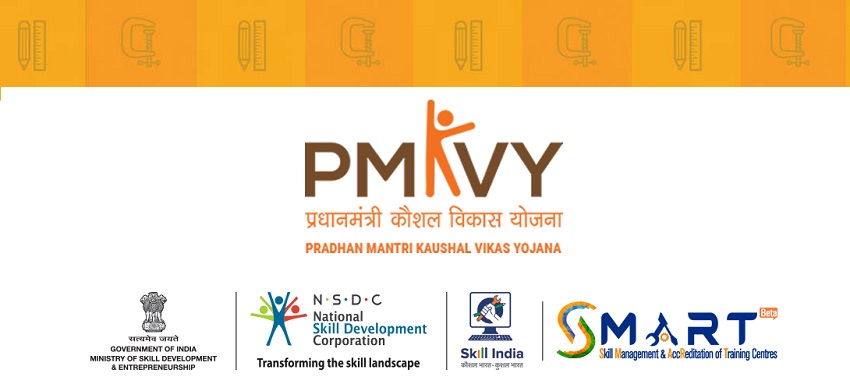 PMKVY
प्रधानमंत्री कौशल विकास योजना
PRADHAN MANTRI KAUSHAL VIKAS YOJANA
सत्यमेव जयते
GOVERNMENT OF INDIA
MINISTRY OF SKILL DEVELOPMENT
& ENTREPRENEURSHIP
N·S·D·C
National
Skill Development
Corporation
Transforming the skill landscape
Skill India
कौशल भारत-कुशल भारत
SMART
Beta
Skill Management & AccReditation of Training Centres